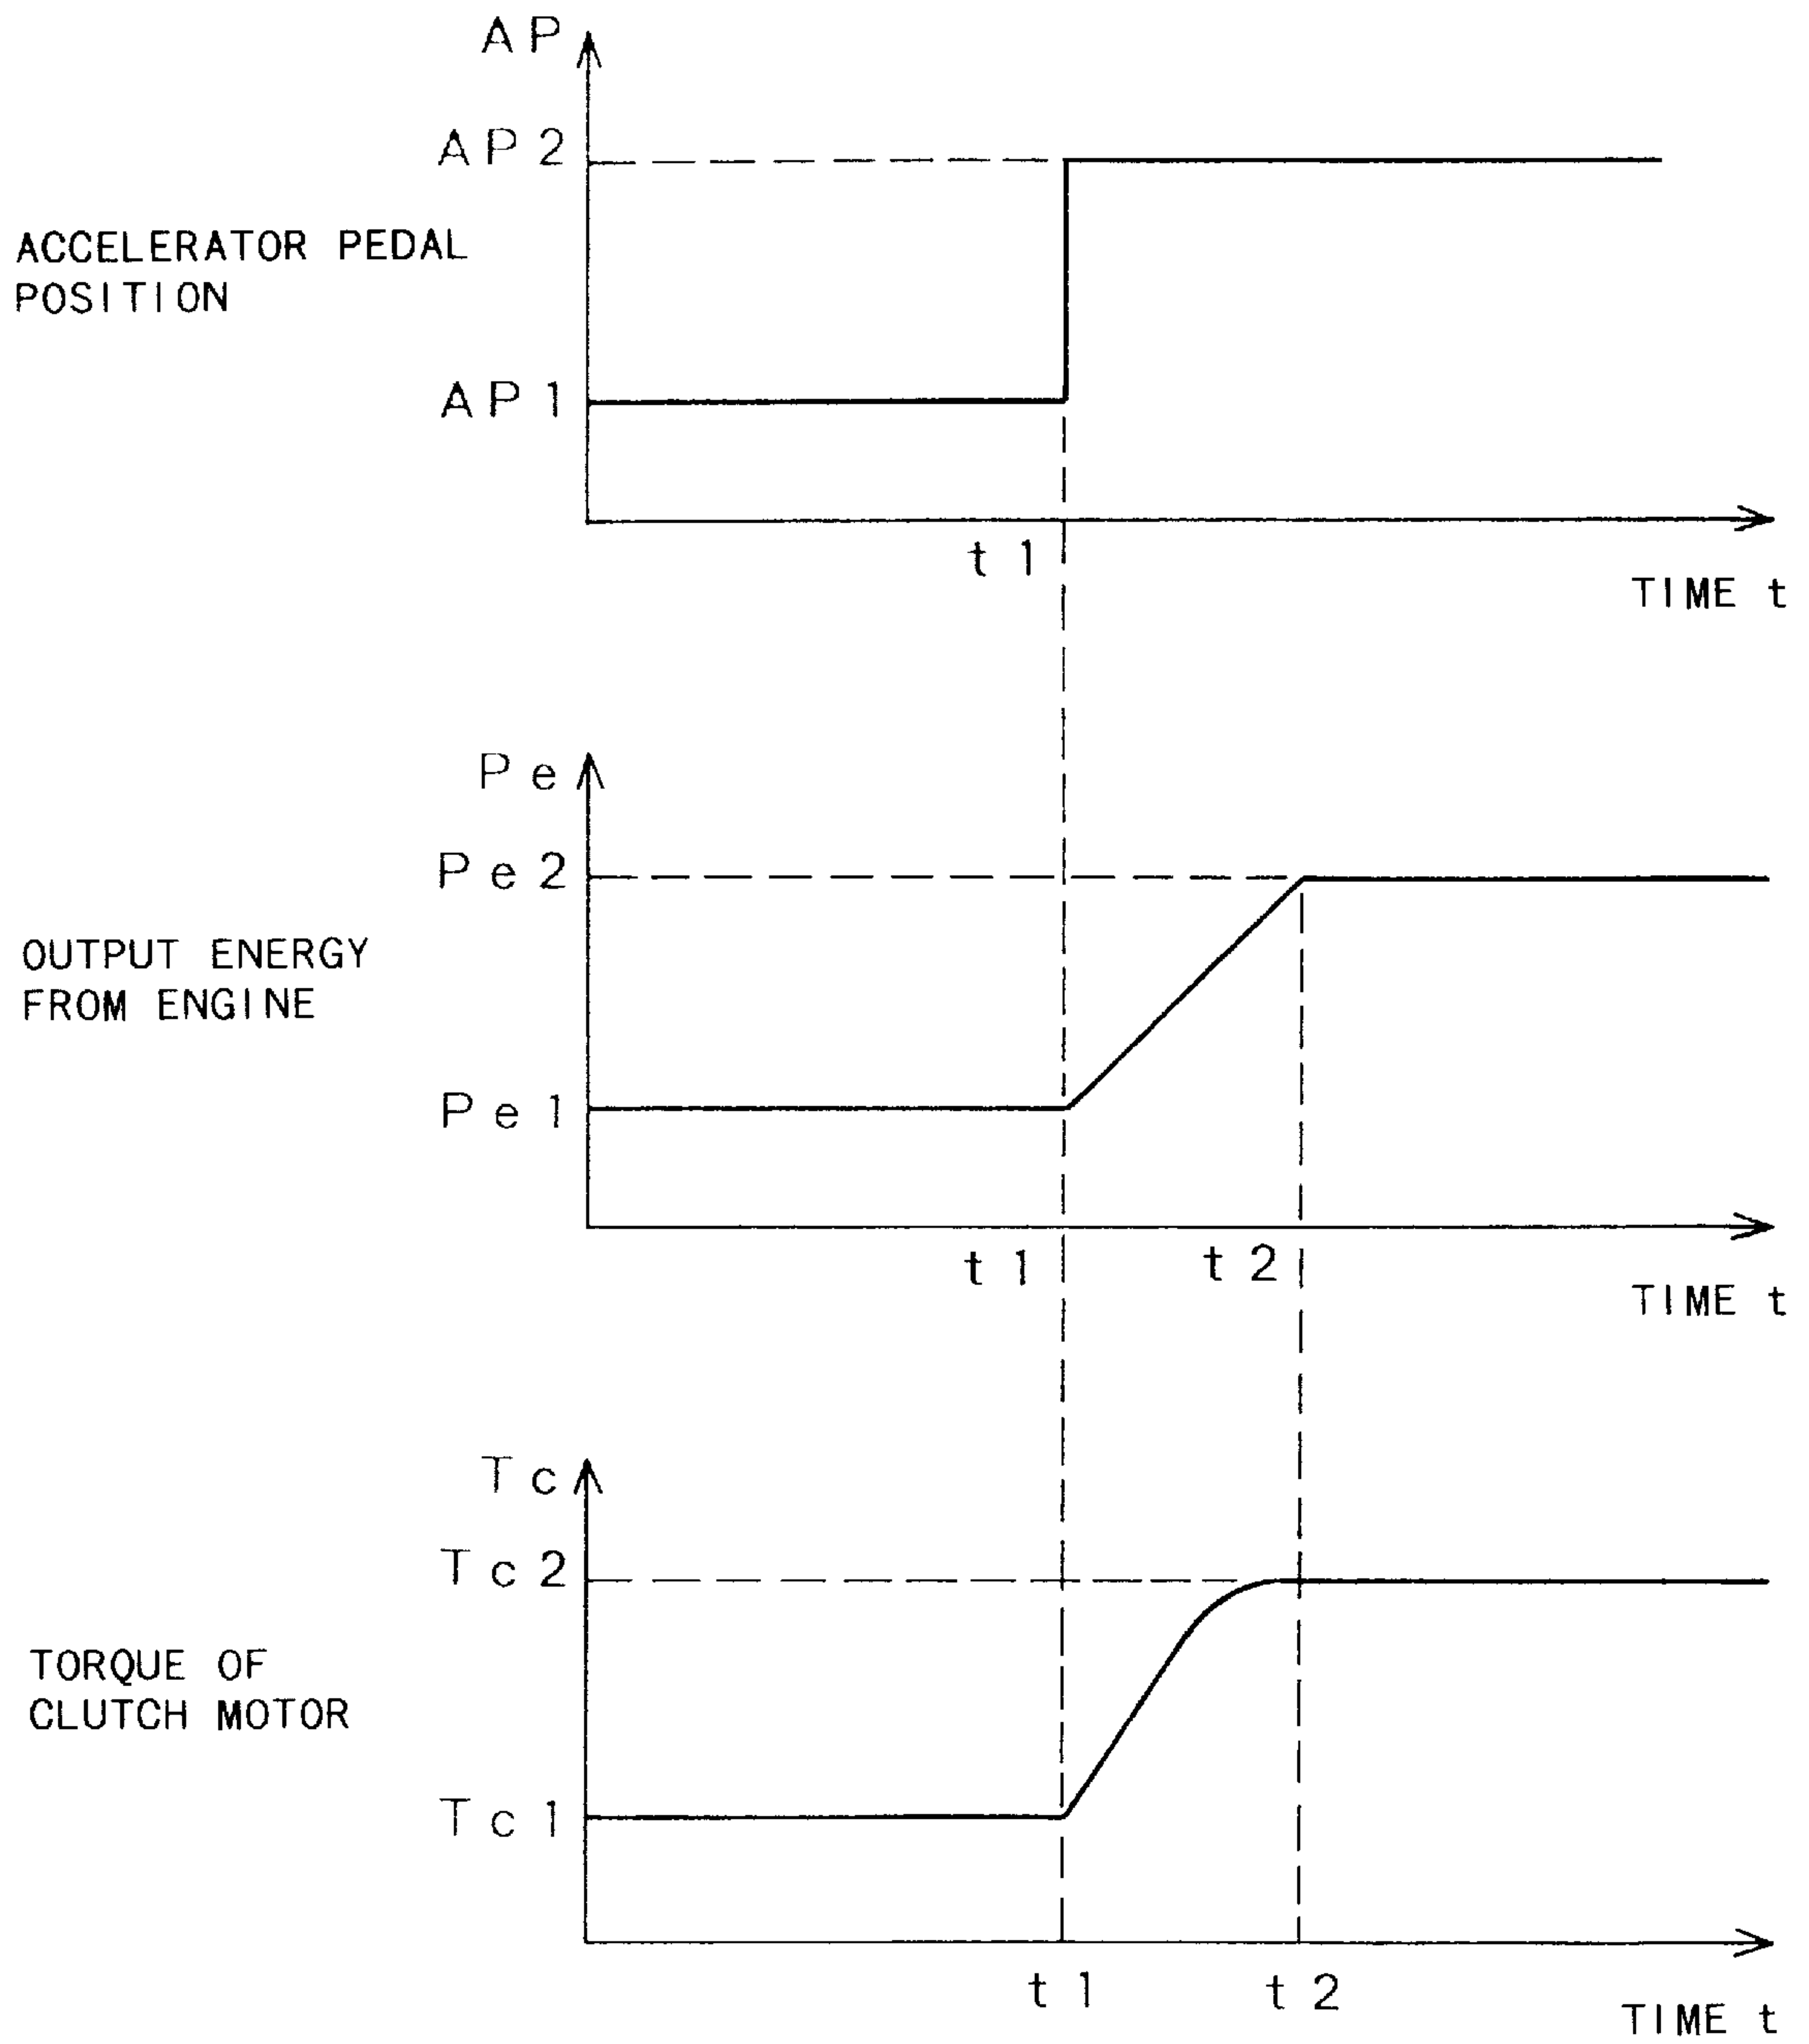 AP
AP2
ACCELERATOR PEDAL
POSITION
AP1
t1
TIME t
Pe
Pe2
OUTPUT ENERGY
FROM ENGINE
Pe1
t1
t2
TIME t
Tc
Tc2
TORQUE OF
CLUTCH MOTOR
Tc1
t1
t2
TIME t